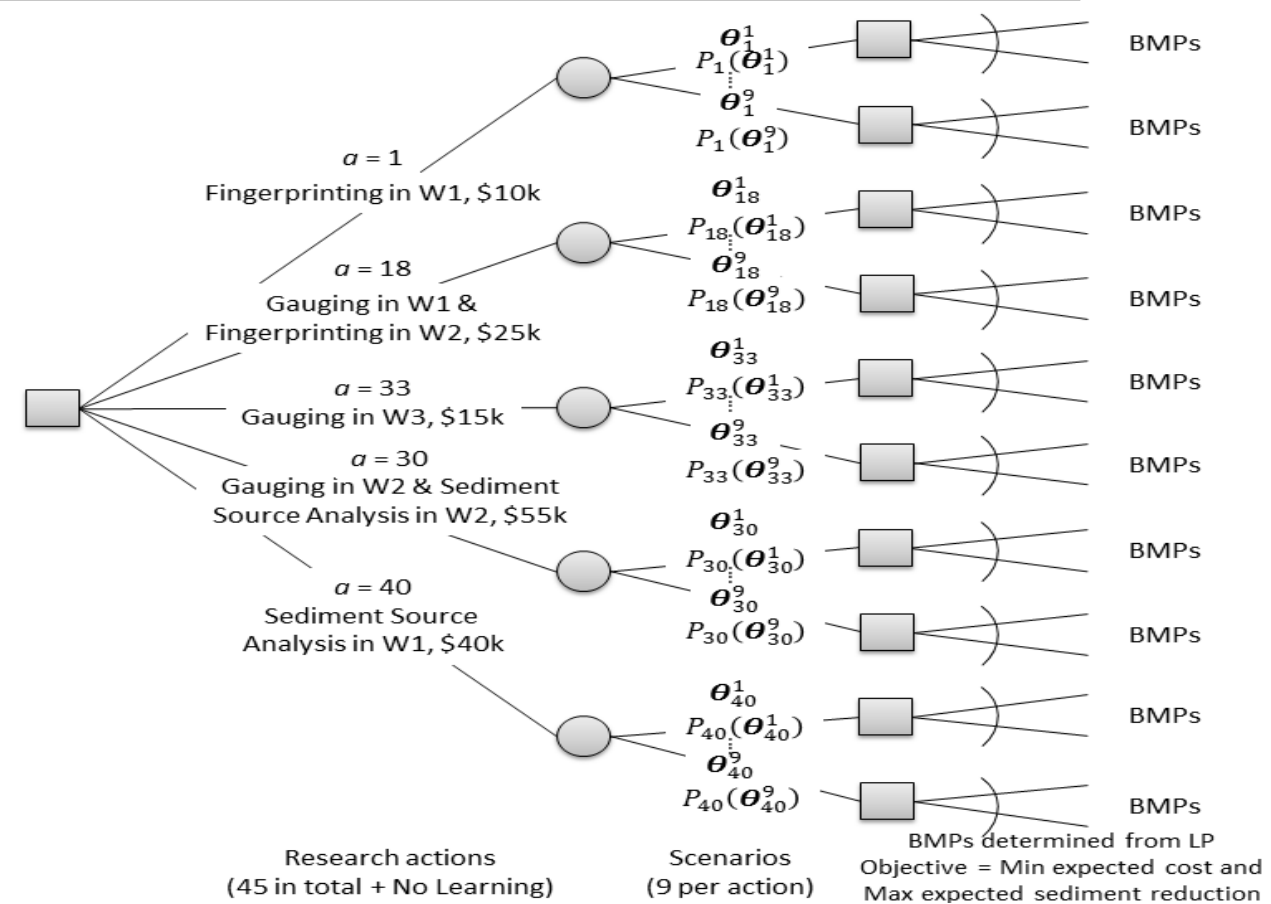 a = 1
Fingerprinting in W1, $10k
a = 18
Gauging in W1 &
Fingerprinting in W2, $25k
a = 33
Gauging in W3, $15k
a = 30
Gauging in W2 & Sediment
Source Analysis in W2, $55k
a = 40
Sediment Source
Analysis in W1, $40k
Research actions
(45 in total + No Learning)
θ₁¹
P₁(θ₁¹)
θ₁⁹
P₁(θ₁⁹)
θ₁₈¹
P₁₈(θ₁₈¹)
θ₁₈⁹
P₁₈(θ₁₈⁹)
θ₃₃¹
P₃₃(θ₃₃¹)
θ₃₃⁹
P₃₃(θ₃₃⁹)
θ₃₀¹
P₃₀(θ₃₀¹)
θ₃₀⁹
P₃₀(θ₃₀⁹)
θ₄₀¹
P₄₀(θ₄₀¹)
θ₄₀⁹
P₄₀(θ₄₀⁹)
Scenarios
(9 per action)
BMPs
BMPs
BMPs
BMPs
BMPs
BMPs
BMPs
BMPs
BMPs
BMPs
BMPs determined from LP
Objective = Min expected cost and
Max expected sediment reduction